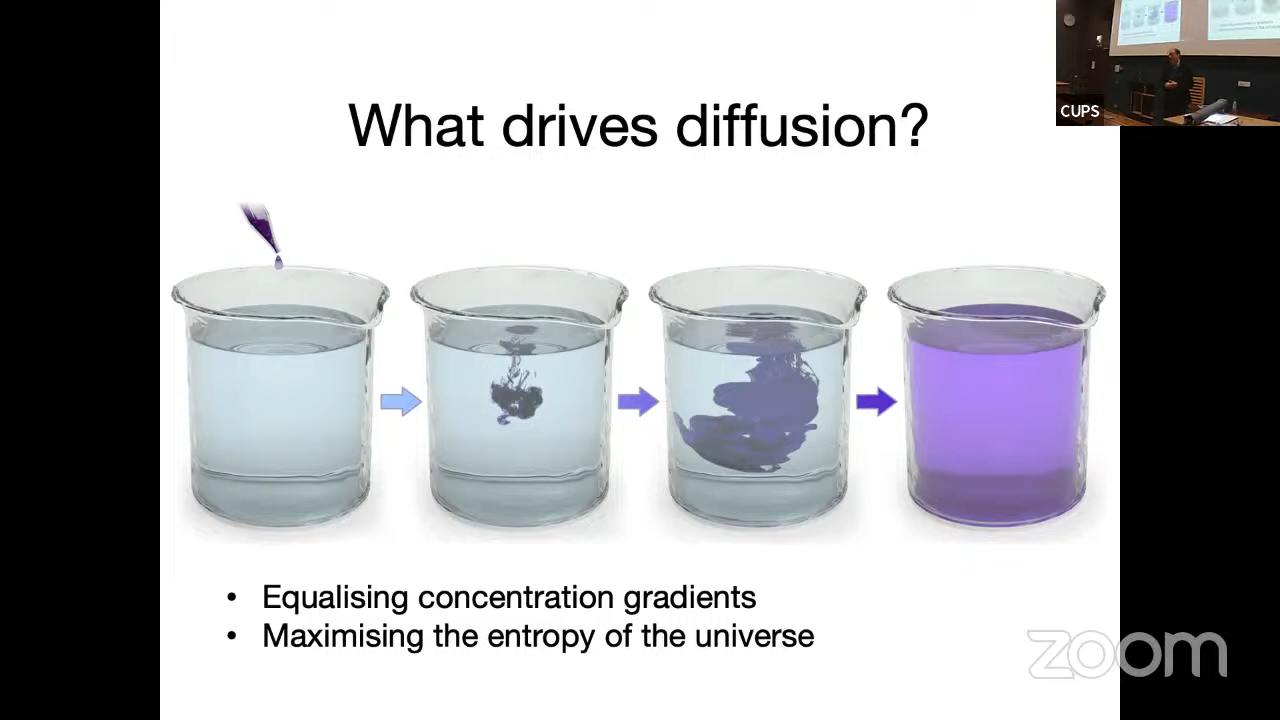 CUPS
What drives diffusion?
• Equalising concentration gradients
• Maximising the entropy of the universe
zoom